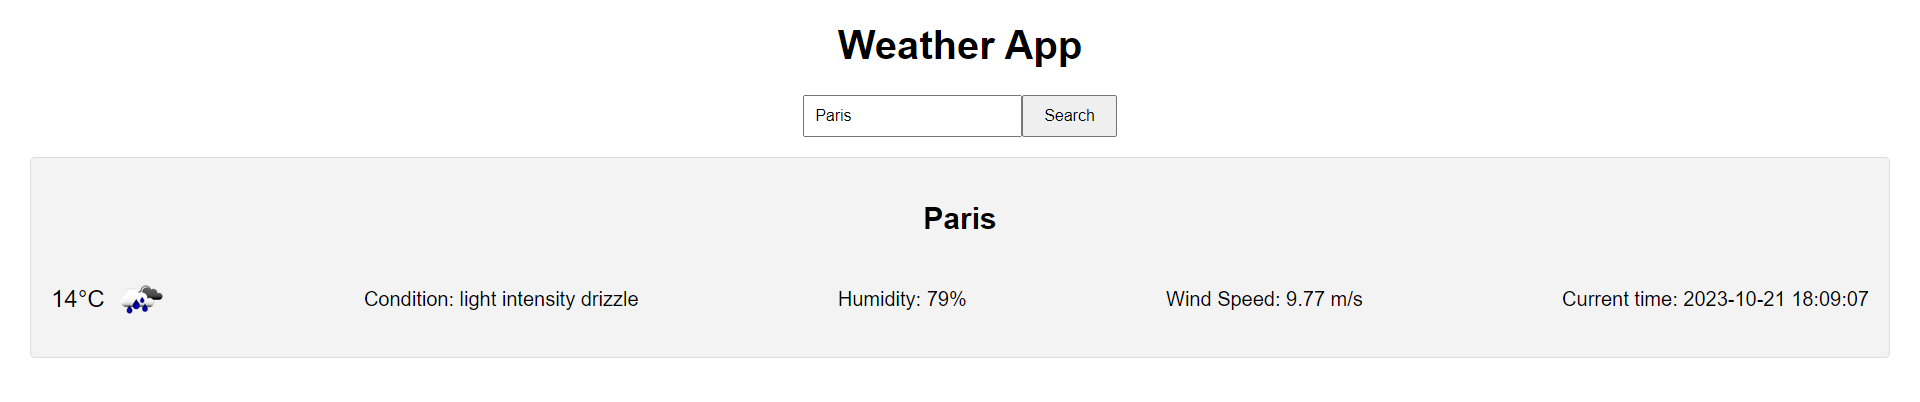 Weather App
Paris Search
Paris
14°C Condition: light intensity drizzle Humidity: 79% Wind Speed: 9.77 m/s Current time: 2023-10-21 18:09:07